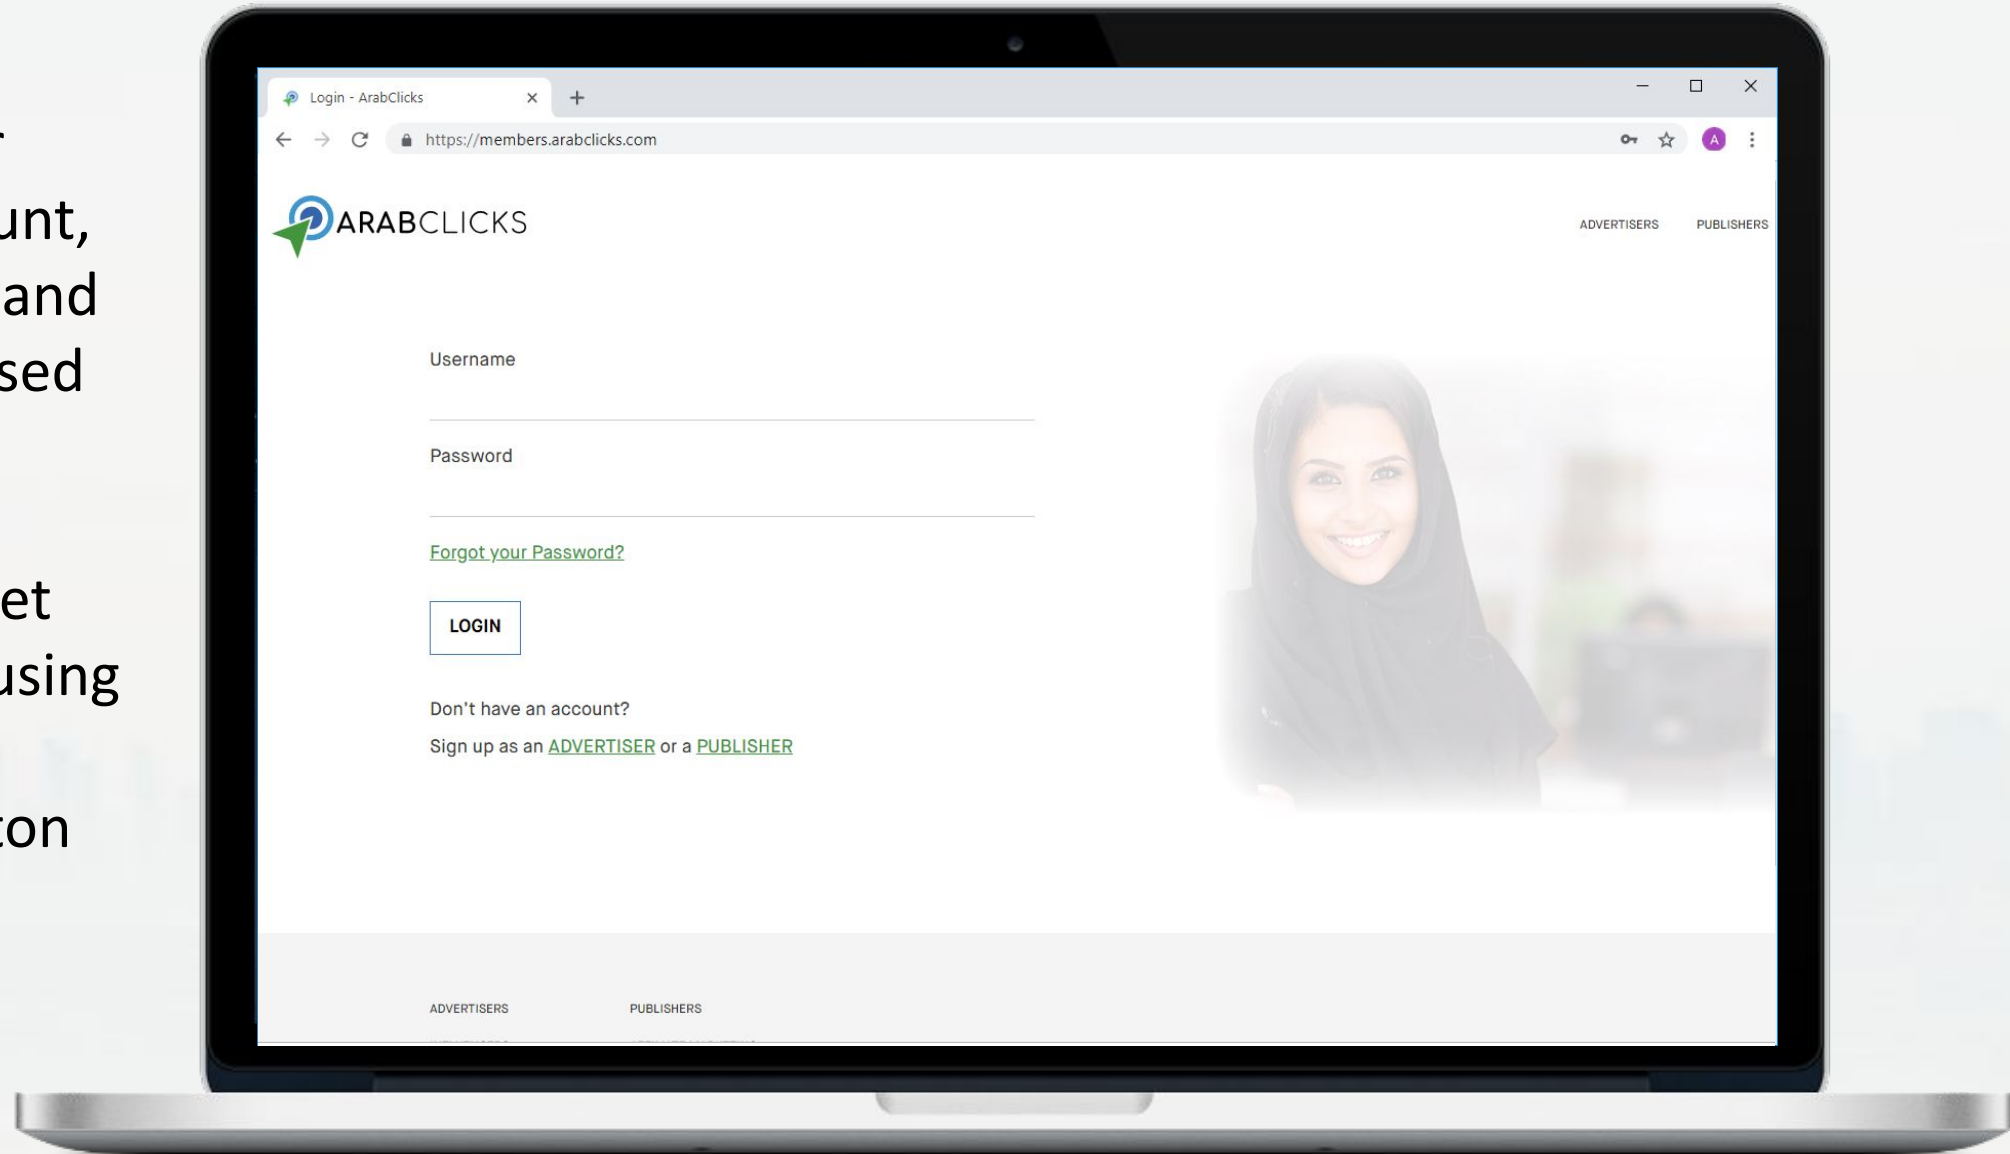 unt,
and
sed
et
using
ton
Login - ArabClicks
https://members.arabclicks.com
A
ARABCLICKS
ADVERTISERS PUBLISHERS
Username
Password
Forgot your Password?
LOGIN
Don't have an account?
Sign up as an ADVERTISER or a PUBLISHER
ADVERTISERS PUBLISHERS